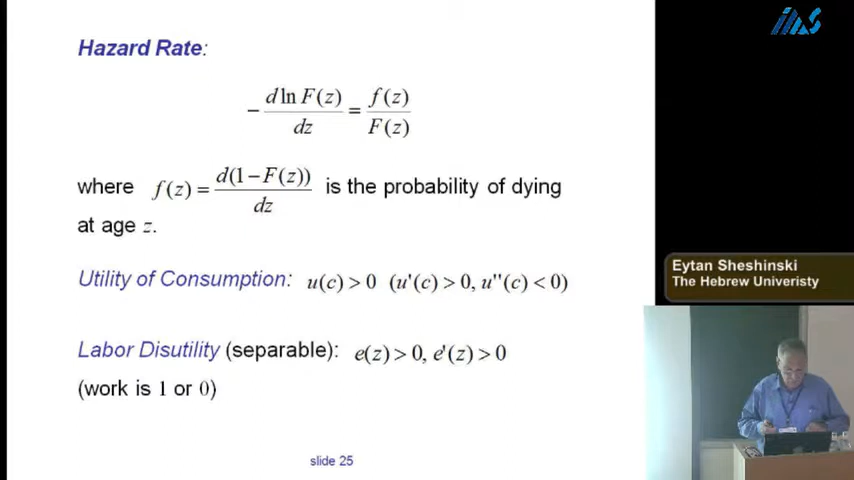 Hazard Rate:
− d ln F(z) / dz = f(z) / F(z)
where f(z) = d(1 − F(z)) / dz is the probability of dying
at age z.
Utility of Consumption: u(c) > 0 (u'(c) > 0, u''(c) < 0)
Labor Disutility (separable): e(z) > 0, e'(z) > 0
(work is 1 or 0)
slide 25
IIAS
Eytan Sheshinski
The Hebrew Univeristy